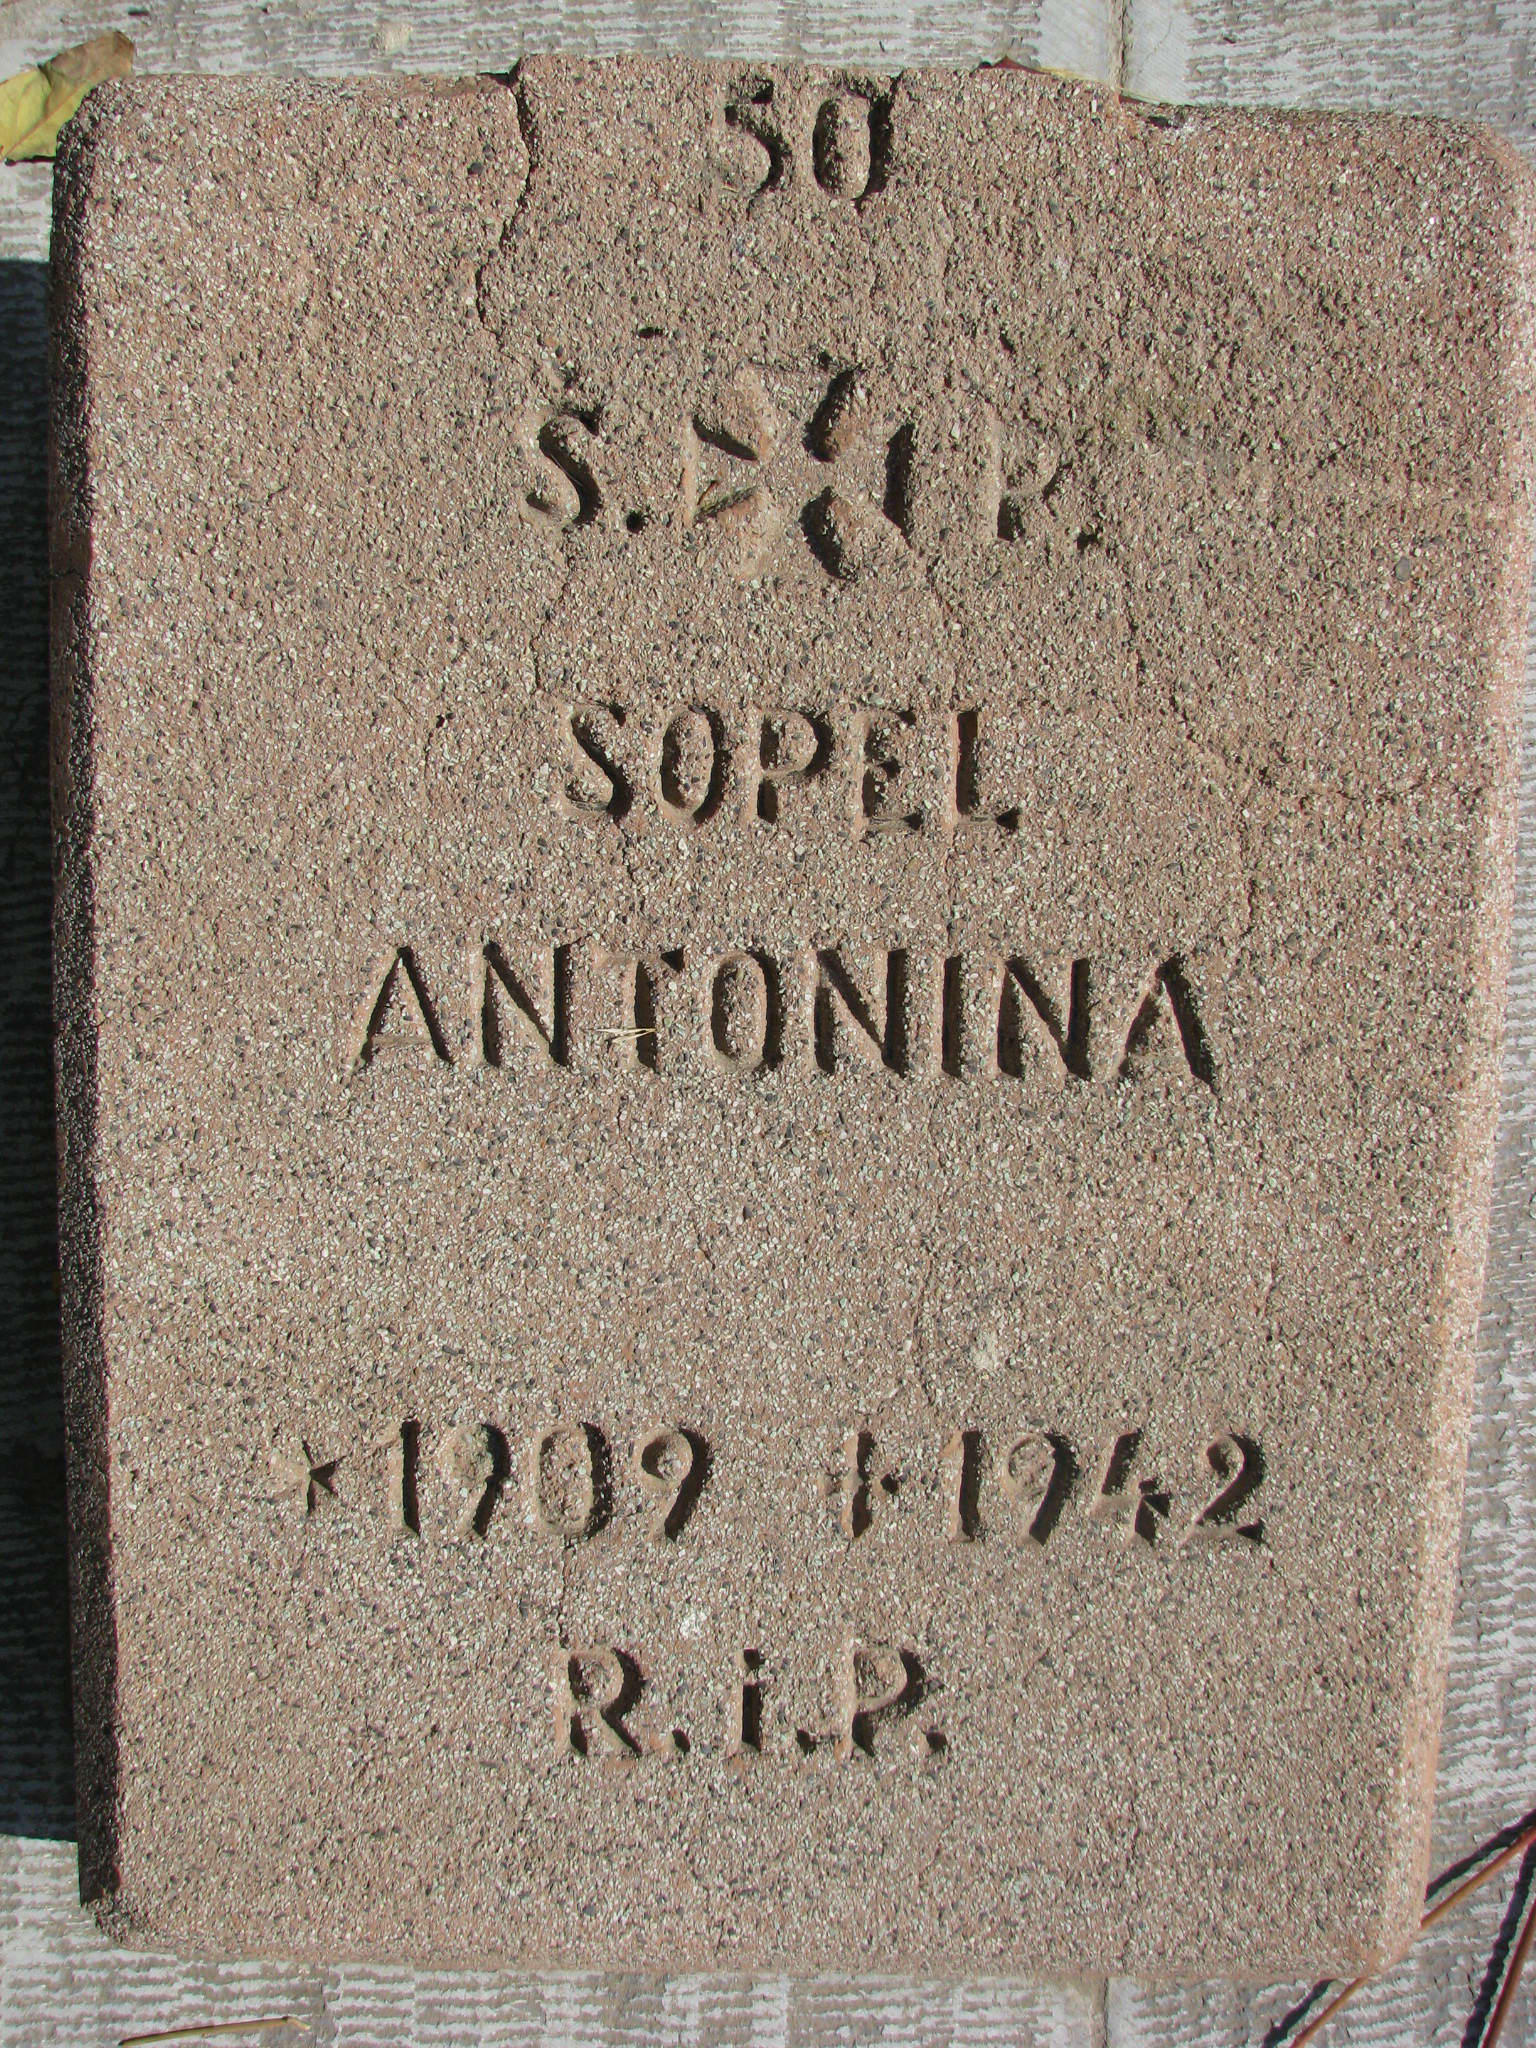 50
S. R.
SOPEL
ANTONINA
* 1909 + 1942
R.i.P.